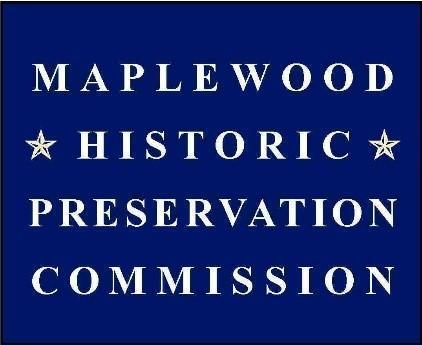 MAPLEWOOD
HISTORIC
PRESERVATION
COMMISSION